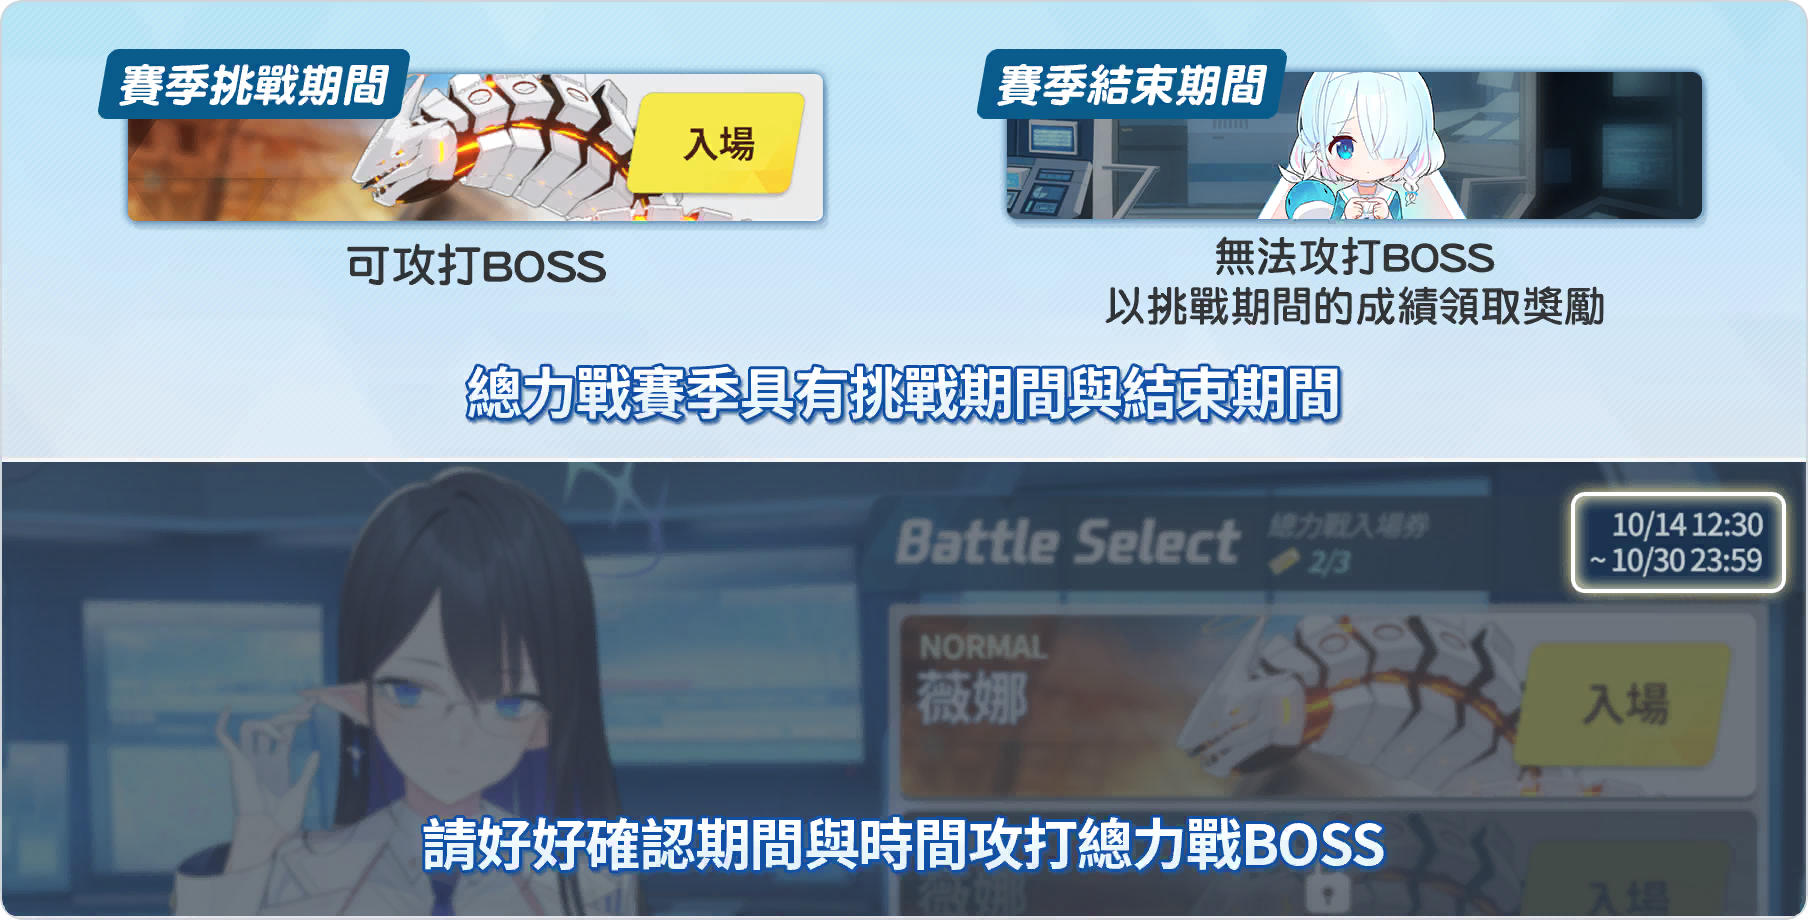 賽季挑戰期間
入場
可攻打BOSS
賽季結束期間
無法攻打BOSS
以挑戰期間的成績領取獎勵
總力戰賽季具有挑戰期間與結束期間
Battle Select
總力戰入場券
2/3
10/14 12:30
~ 10/30 23:59
NORMAL
薇娜
入場
請好好確認期間與時間攻打總力戰BOSS
薇娜
入場